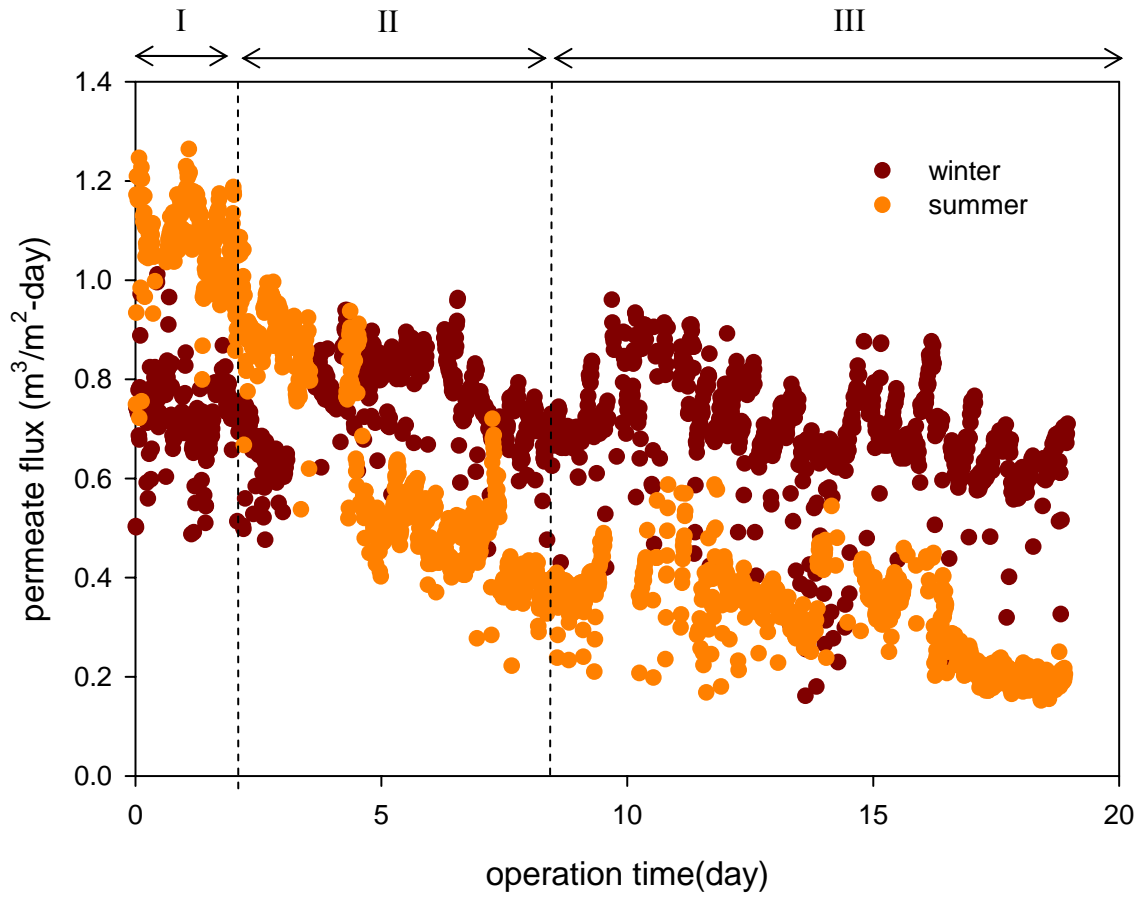 I II III
1.4
1.2
1.0
0.8
0.6
0.4
0.2
0.0
permeate flux (m³/m²-day)
winter
summer
0 5 10 15 20
operation time(day)